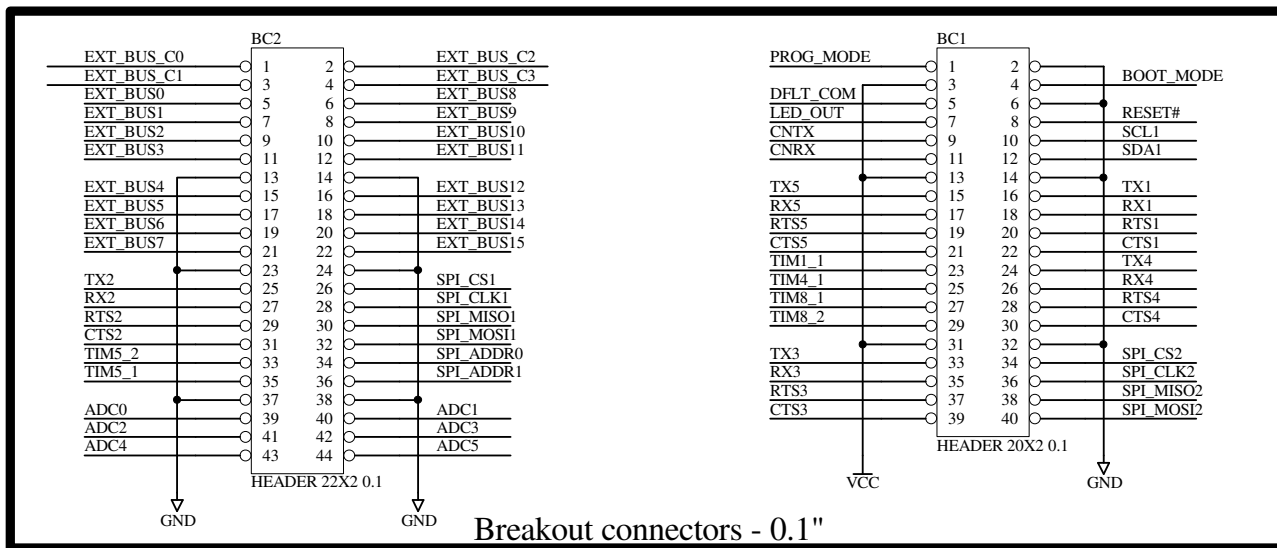 BC2
EXT_BUS_C0 1 2 EXT_BUS_C2
EXT_BUS_C1 3 4 EXT_BUS_C3
EXT_BUS0 5 6 EXT_BUS8
EXT_BUS1 7 8 EXT_BUS9
EXT_BUS2 9 10 EXT_BUS10
EXT_BUS3 11 12 EXT_BUS11
13 14
EXT_BUS4 15 16 EXT_BUS12
EXT_BUS5 17 18 EXT_BUS13
EXT_BUS6 19 20 EXT_BUS14
EXT_BUS7 21 22 EXT_BUS15
23 24
TX2 25 26 SPI_CS1
RX2 27 28 SPI_CLK1
RTS2 29 30 SPI_MISO1
CTS2 31 32 SPI_MOSI1
TIM5_2 33 34 SPI_ADDR0
TIM5_1 35 36 SPI_ADDR1
37 38
ADC0 39 40 ADC1
ADC2 41 42 ADC3
ADC4 43 44 ADC5
HEADER 22X2 0.1
GND GND
BC1
PROG_MODE 1 2
3 4 BOOT_MODE
DFLT_COM 5 6
LED_OUT 7 8 RESET#
CNTX 9 10 SCL1
CNRX 11 12 SDA1
13 14
TX5 15 16 TX1
RX5 17 18 RX1
RTS5 19 20 RTS1
CTS5 21 22 CTS1
TIM1_1 23 24 TX4
TIM4_1 25 26 RX4
TIM8_1 27 28 RTS4
TIM8_2 29 30 CTS4
31 32
TX3 33 34 SPI_CS2
RX3 35 36 SPI_CLK2
RTS3 37 38 SPI_MISO2
CTS3 39 40 SPI_MOSI2
HEADER 20X2 0.1
VCC GND
Breakout connectors - 0.1"